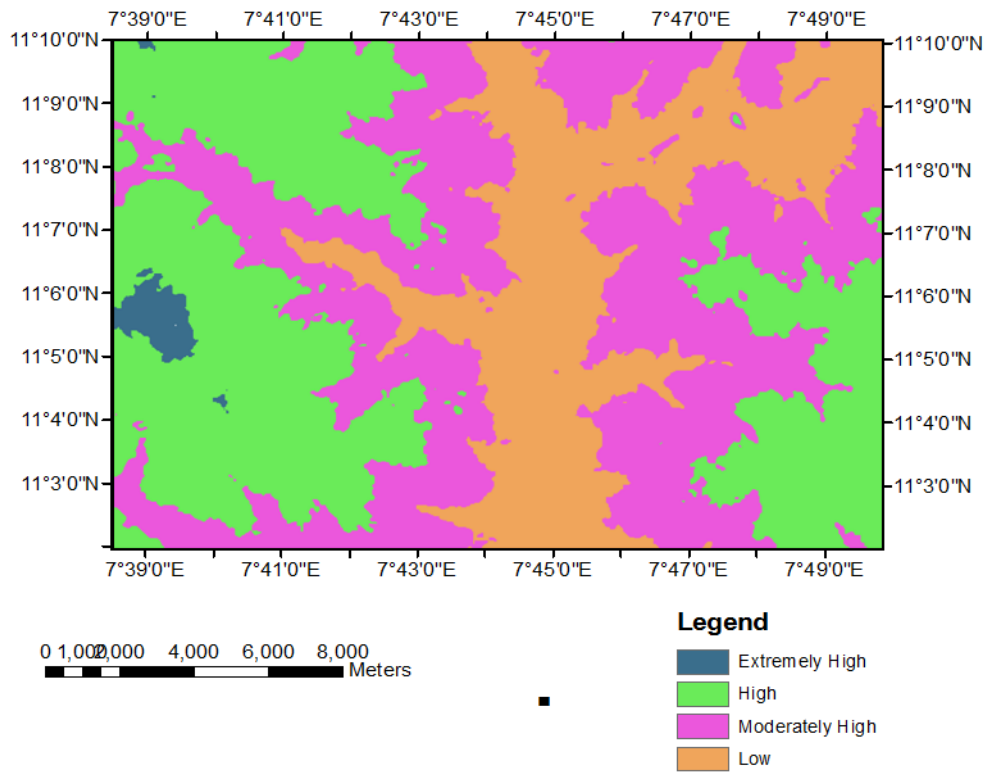 7°39'0"E 7°41'0"E 7°43'0"E 7°45'0"E 7°47'0"E 7°49'0"E
11°10'0"N 11°10'0"N
11°9'0"N 11°9'0"N
11°8'0"N 11°8'0"N
11°7'0"N 11°7'0"N
11°6'0"N 11°6'0"N
11°5'0"N 11°5'0"N
11°4'0"N 11°4'0"N
11°3'0"N 11°3'0"N
7°39'0"E 7°41'0"E 7°43'0"E 7°45'0"E 7°47'0"E 7°49'0"E
0 1,000 2,000 4,000 6,000 8,000
Meters
Legend
Extremely High
High
Moderately High
Low